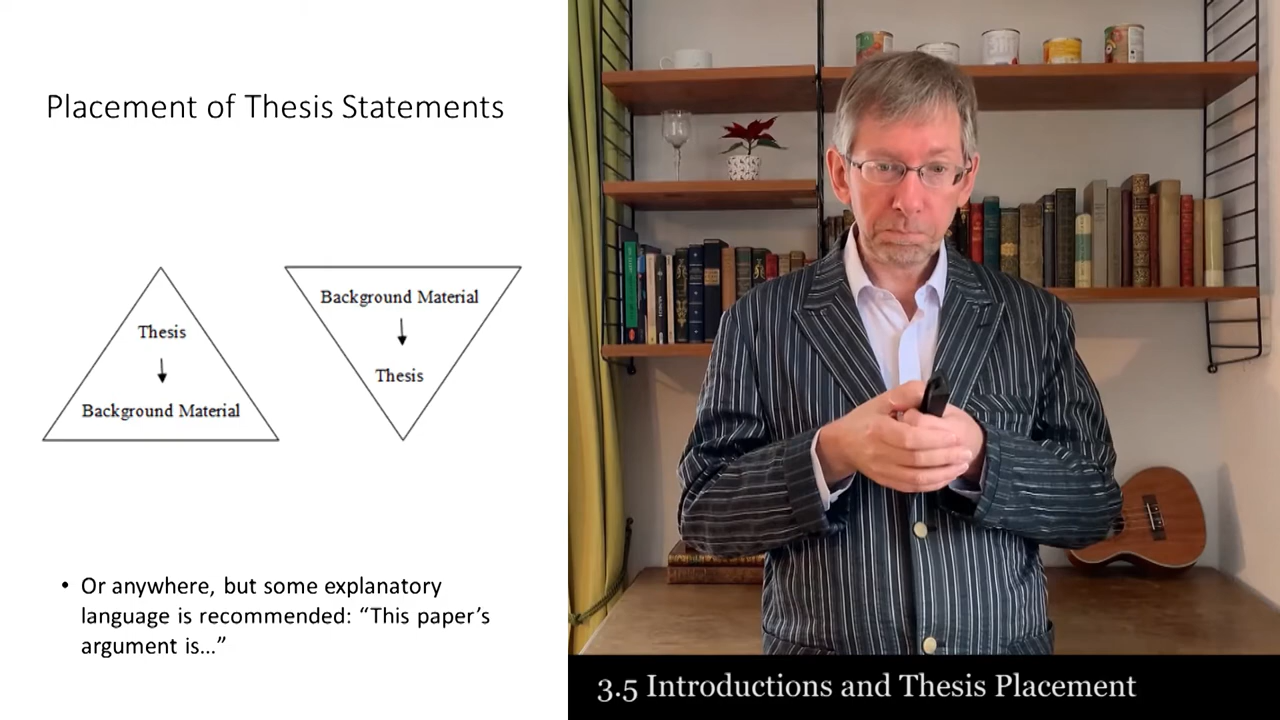 Placement of Thesis Statements
Thesis
Background Material
Background Material
Thesis
• Or anywhere, but some explanatory
language is recommended: “This paper’s
argument is…”
3.5 Introductions and Thesis Placement